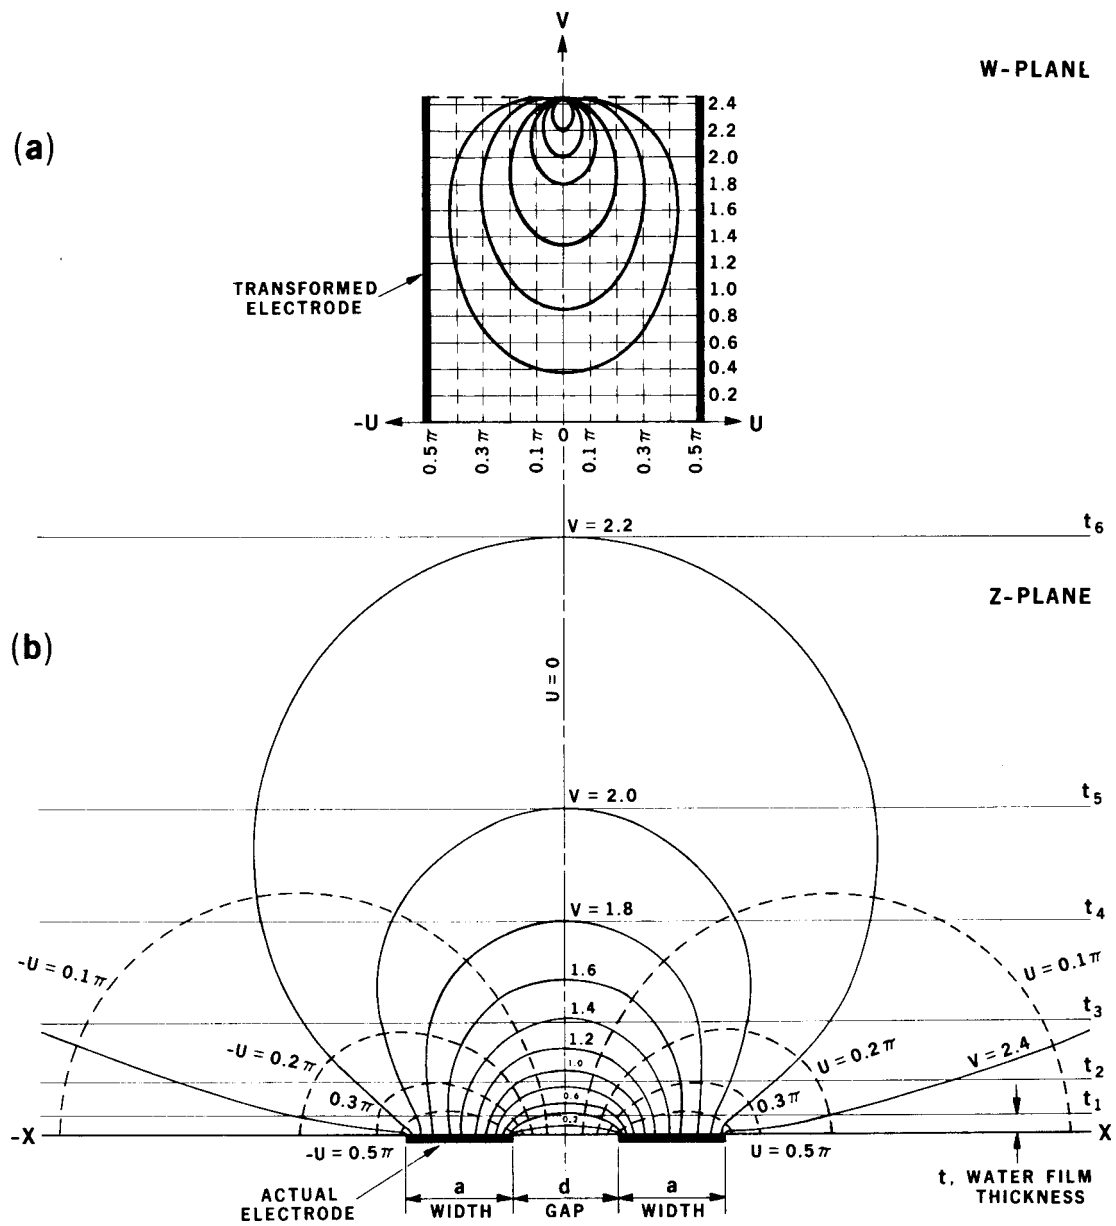 V
W-PLANE
(a)
2.4
2.2
2.0
1.8
1.6
1.4
1.2
1.0
0.8
0.6
0.4
0.2
TRANSFORMED
ELECTRODE
-U
U
0.5π
0.3π
0.1π
0
0.1π
0.3π
0.5π
V = 2.2
t6
Z-PLANE
(b)
U = 0
V = 2.0
t5
V = 1.8
t4
-U = 0.1π
U = 0.1π
1.6
1.4
t3
1.2
-U = 0.2π
U = 0.2π
V = 2.4
1.0
t2
0.3π
0.3π
0.6
t1
0.2
-X
X
-U = 0.5π
U = 0.5π
ACTUAL
ELECTRODE
a
WIDTH
d
GAP
a
WIDTH
t, WATER FILM
THICKNESS